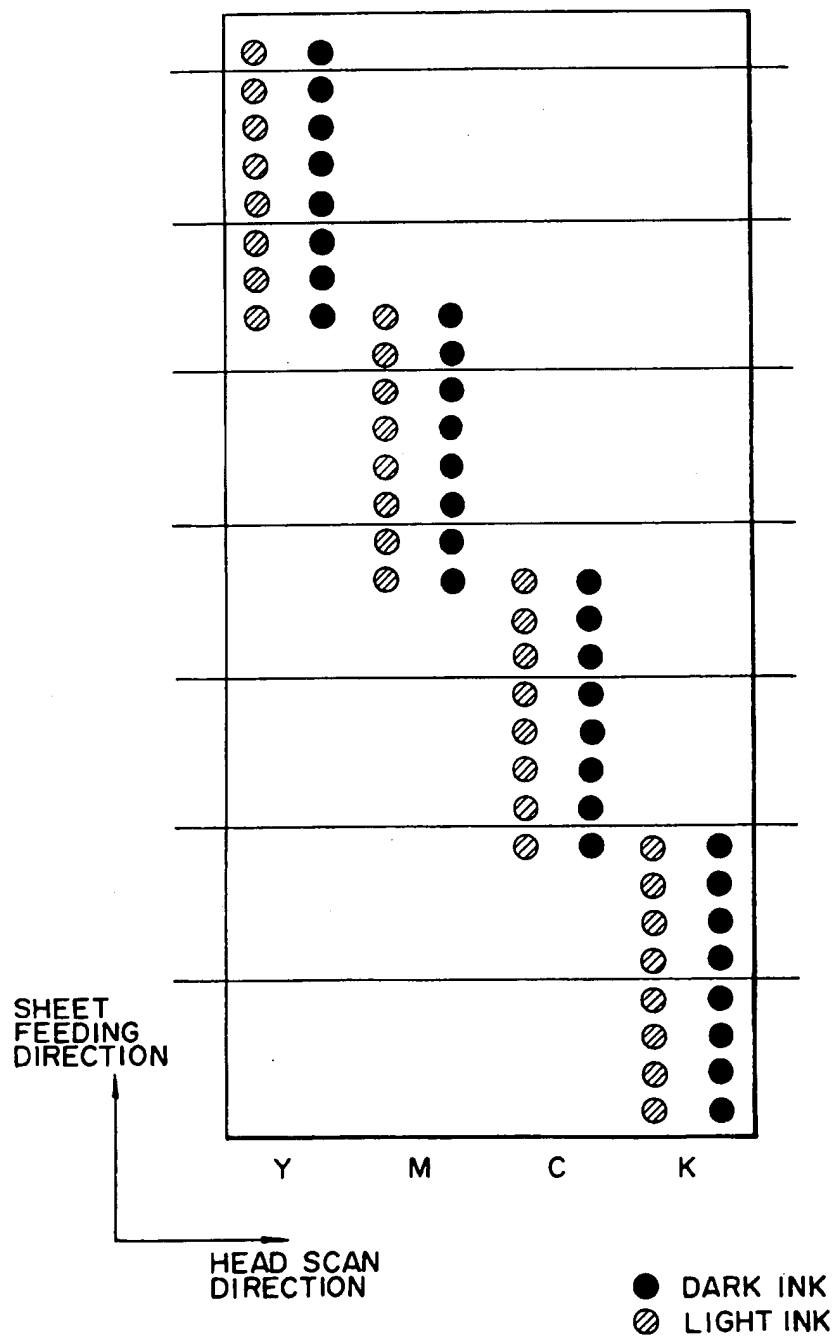 Y M C K
SHEET
FEEDING
DIRECTION
HEAD SCAN
DIRECTION
DARK INK
LIGHT INK